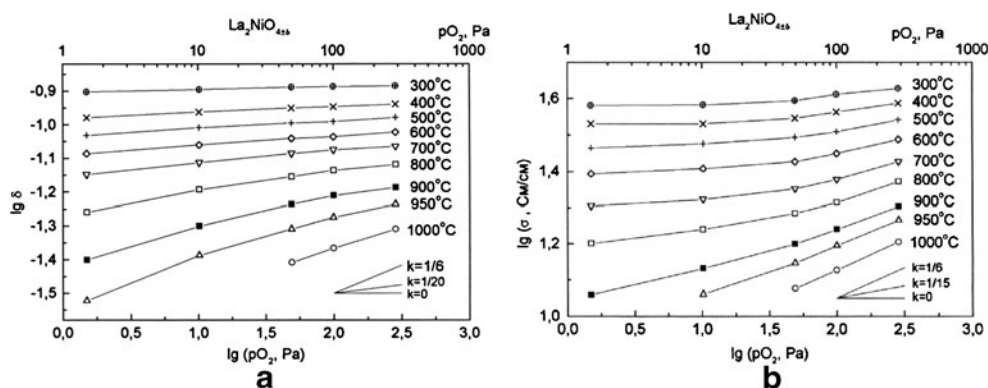 La2NiO4±δ
pO2, Pa
1 10 100 1000
-0,9
-1,0
-1,1
-1,2
-1,3
-1,4
-1,5
lg δ
300°C
400°C
500°C
600°C
700°C
800°C
900°C
950°C
1000°C
k=1/6
k=1/20
k=0
0,0 0,5 1,0 1,5 2,0 2,5 3,0
lg (pO2, Pa)
a
La2NiO4±δ
pO2, Pa
1 10 100 1000
1,6
1,4
1,2
1,0
lg (σ, См/см)
300°C
400°C
500°C
600°C
700°C
800°C
900°C
950°C
1000°C
k=1/6
k=1/15
k=0
0,0 0,5 1,0 1,5 2,0 2,5 3,0
lg (pO2, Pa)
b